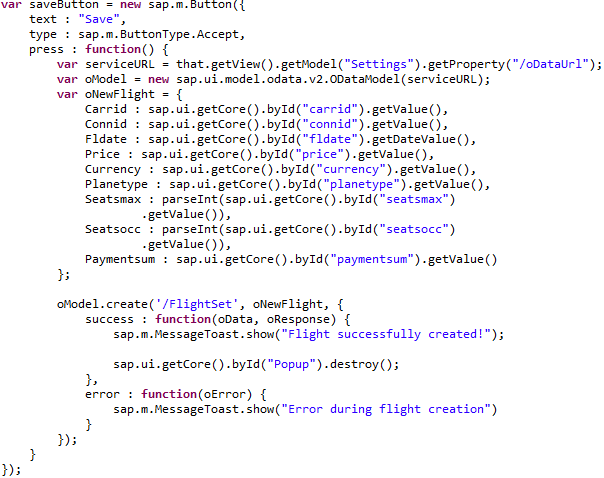 var saveButton = new sap.m.Button({
    text : "Save",
    type : sap.m.ButtonType.Accept,
    press : function() {
        var serviceURL = that.getView().getModel("Settings").getProperty("/oDataUrl");
        var oModel = new sap.ui.model.odata.v2.ODataModel(serviceURL);
        var oNewFlight = {
            Carrid : sap.ui.getCore().byId("carrid").getValue(),
            Connid : sap.ui.getCore().byId("connid").getValue(),
            Fldate : sap.ui.getCore().byId("fldate").getDateValue(),
            Price : sap.ui.getCore().byId("price").getValue(),
            Currency : sap.ui.getCore().byId("currency").getValue(),
            Planetype : sap.ui.getCore().byId("planetype").getValue(),
            Seatsmax : parseInt(sap.ui.getCore().byId("seatsmax")
                    .getValue()),
            Seatsocc : parseInt(sap.ui.getCore().byId("seatsocc")
                    .getValue()),
            Paymentsum : sap.ui.getCore().byId("paymentsum").getValue()
        };

        oModel.create('/FlightSet', oNewFlight, {
            success : function(oData, oResponse) {
                sap.m.MessageToast.show("Flight successfully created!");

                sap.ui.getCore().byId("Popup").destroy();
            },
            error : function(oError) {
                sap.m.MessageToast.show("Error during flight creation")
            }
        });
    }
});